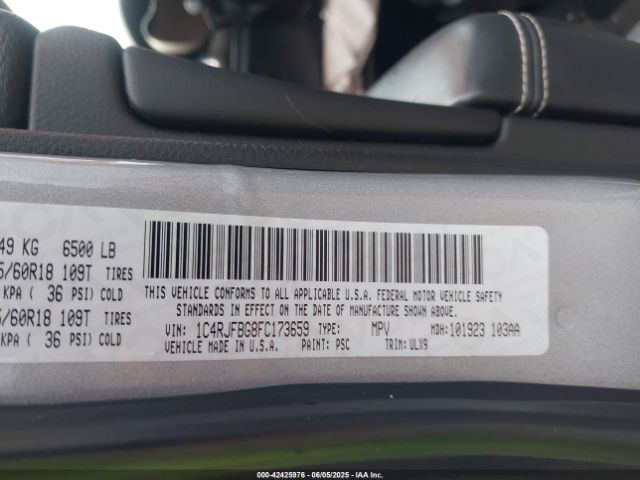 49 KG 6500 LB
5/60R18 109T TIRES
KPA ( 36 PSI) COLD
5/60R18 109T TIRES
KPA ( 36 PSI) COLD
THIS VEHICLE CONFORMS TO ALL APPLICABLE U.S.A. FEDERAL MOTOR VEHICLE SAFETY
STANDARDS IN EFFECT ON THE DATE OF MANUFACTURE SHOWN ABOVE.
VIN: 1C4RJFBG8FC173659 TYPE: MPV MDH: 101923 103AA
VEHICLE MADE IN U.S.A. PAINT: PSC TRIM: ULX9
000-42425976 - 06/05/2025 - IAA Inc.